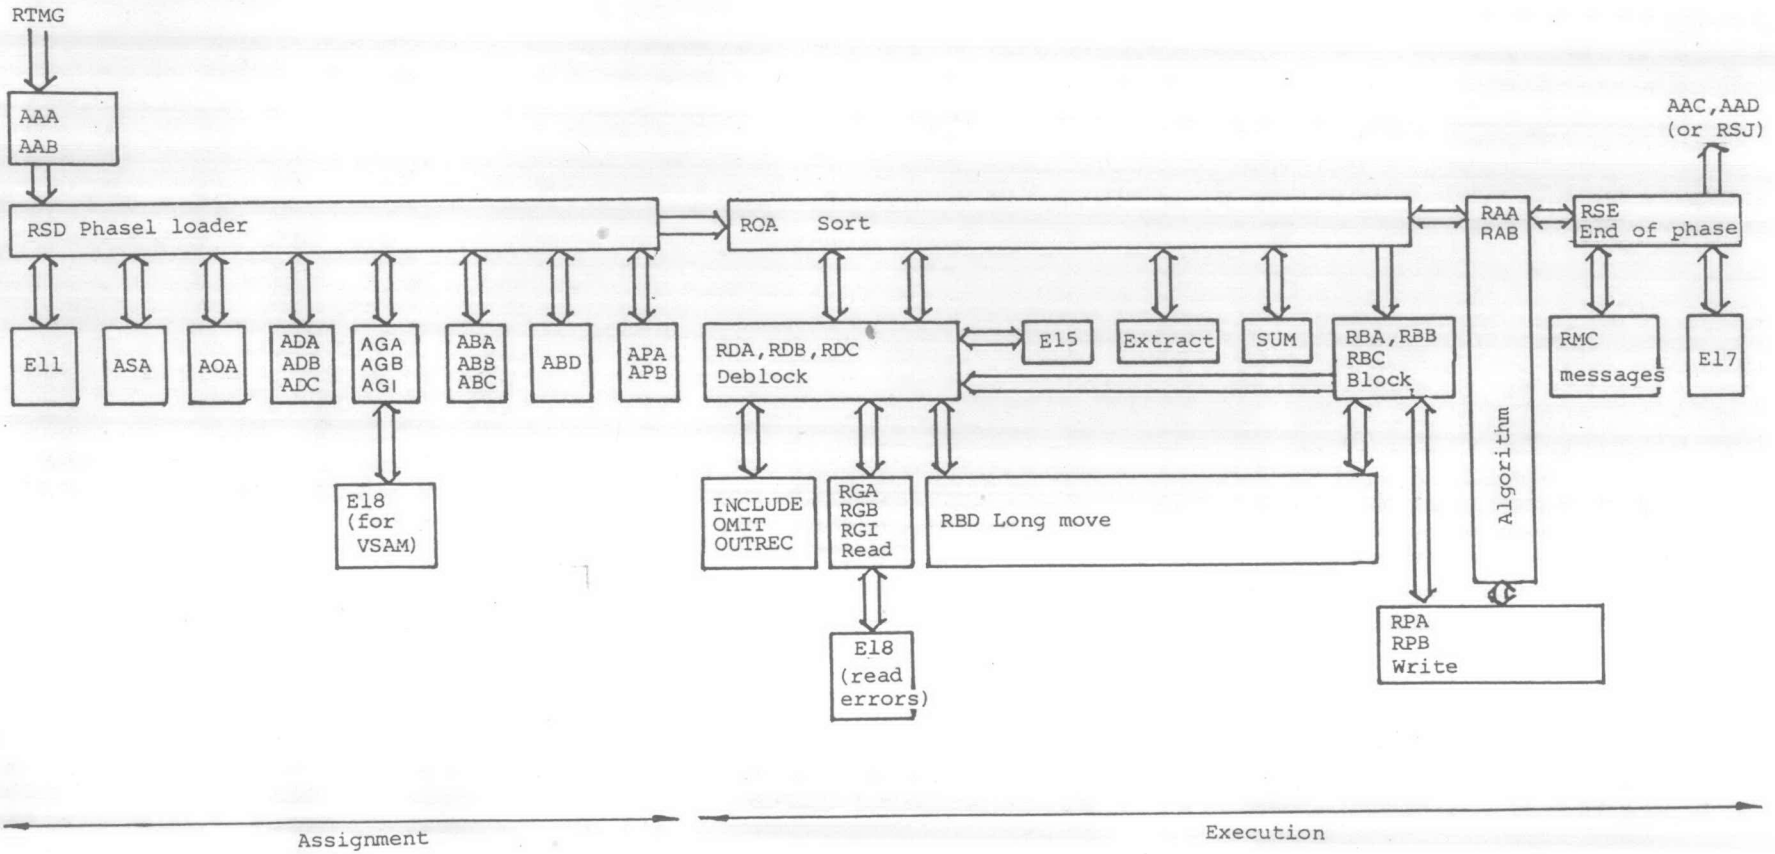 RTMG
AAA
AAB
AAC,AAD
(or RSJ)
RSD Phasel loader
ROA Sort
RAA
RAB
Algorithm
RSE
End of phase
E11
ASA
AOA
ADA
ADB
ADC
AGA
AGB
AGI
ABA
ABB
ABC
ABD
APA
APB
RDA,RDB,RDC
Deblock
E15
Extract
SUM
RBA,RBB
RBC
Block
RMC
messages
E17
E18
(for
VSAM)
INCLUDE
OMIT
OUTREC
RGA
RGB
RGI
Read
RBD Long move
E18
(read
errors)
RPA
RPB
Write
Assignment
Execution